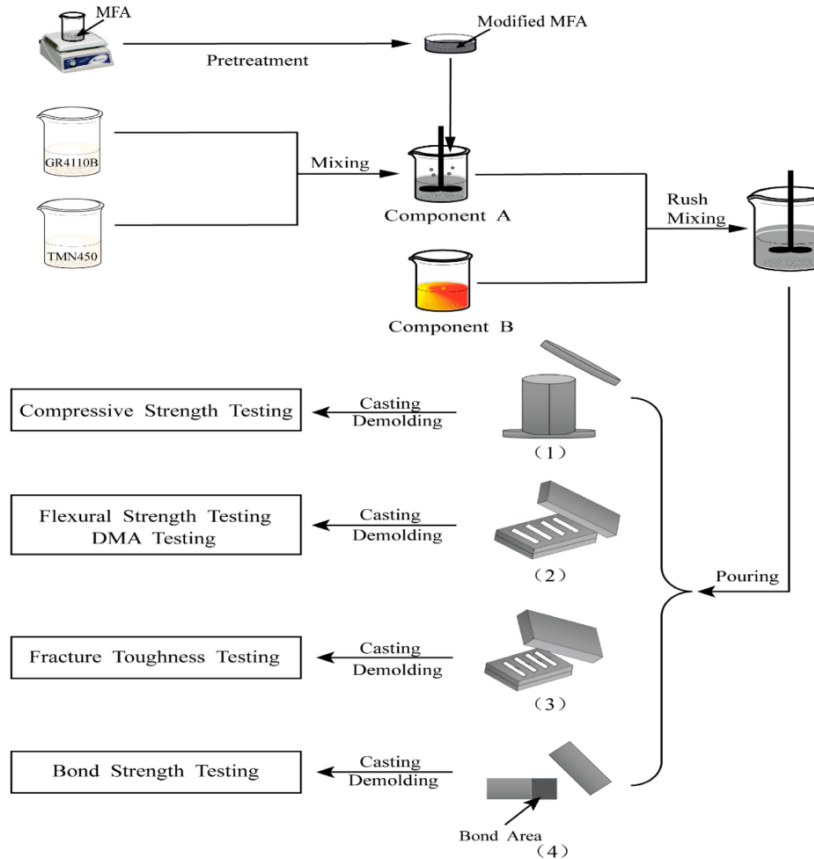 MFA
Modified MFA
Pretreatment
GR4110B
Mixing
TMN450
Component A
Rush
Mixing
Component B
Compressive Strength Testing
Casting
Demolding
(1)
Flexural Strength Testing
DMA Testing
Casting
Demolding
(2)
Pouring
Fracture Toughness Testing
Casting
Demolding
(3)
Bond Strength Testing
Casting
Demolding
Bond Area
(4)